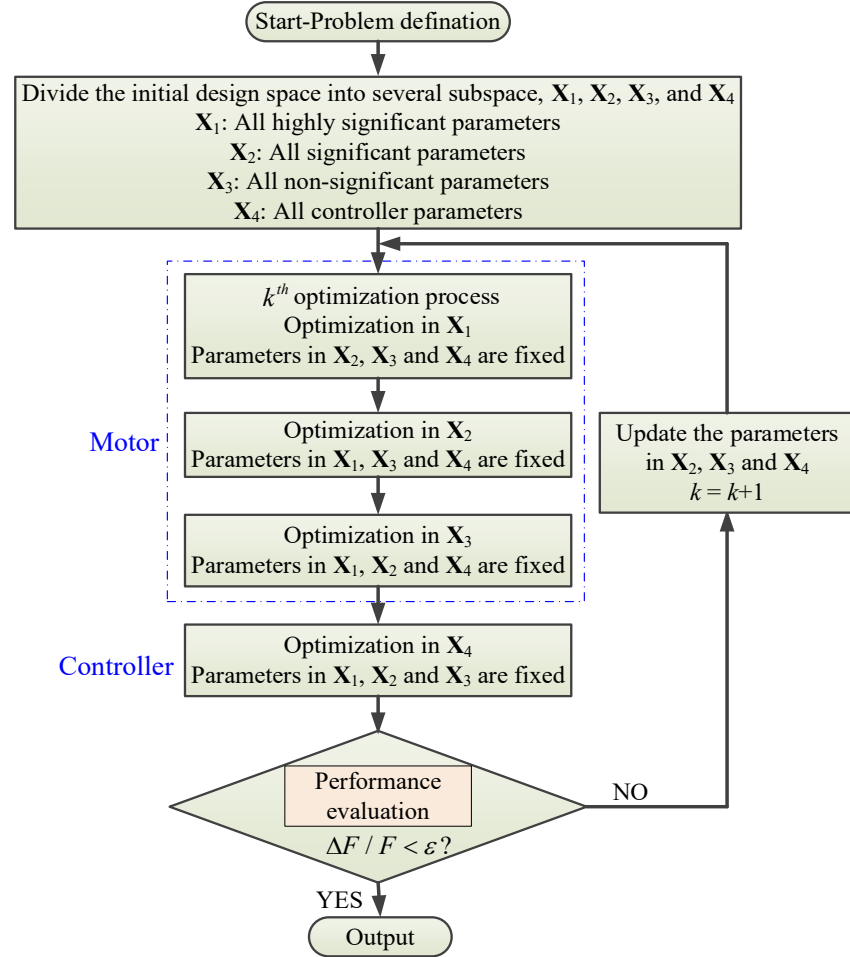 Start-Problem defination
Divide the initial design space into several subspace, X₁, X₂, X₃, and X₄
X₁: All highly significant parameters
X₂: All significant parameters
X₃: All non-significant parameters
X₄: All controller parameters
kᵗʰ optimization process
Optimization in X₁
Parameters in X₂, X₃ and X₄ are fixed
Motor
Optimization in X₂
Parameters in X₁, X₃ and X₄ are fixed
Update the parameters
in X₂, X₃ and X₄
k = k+1
Optimization in X₃
Parameters in X₁, X₂ and X₄ are fixed
Controller
Optimization in X₄
Parameters in X₁, X₂ and X₃ are fixed
Performance
evaluation
ΔF / F < ε ?
NO
YES
Output